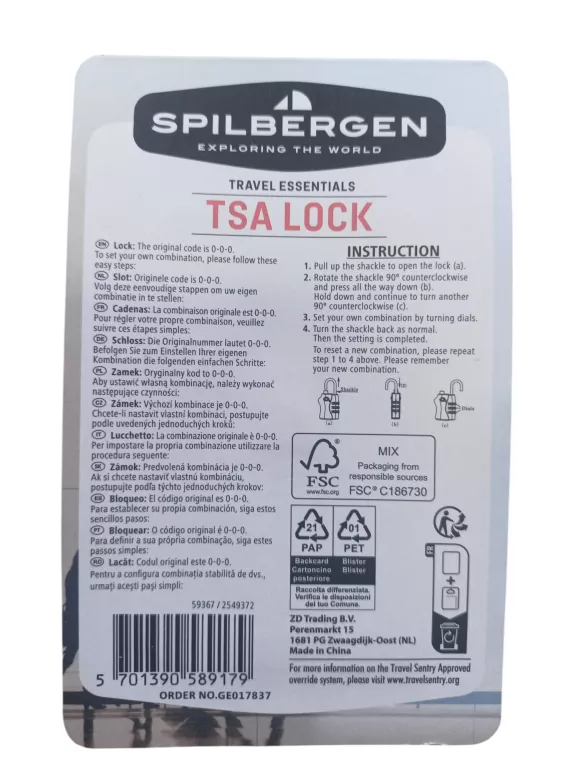 SPILBERGEN
EXPLORING THE WORLD
TRAVEL ESSENTIALS
TSA LOCK
EN Lock: The original code is 0-0-0.
To set your own combination, please follow these
easy steps:
NL Slot: Originele code is 0-0-0.
Volg deze eenvoudige stappen om uw eigen
combinatie in te stellen:
FR Cadenas: La combinaison originale est 0-0-0.
Pour régler votre propre combinaison, veuillez
suivre ces étapes simples:
DE Schloss: Die Originalnummer lautet 0-0-0.
Befolgen Sie zum Einstellen Ihrer eigenen
Kombination die folgenden einfachen Schritte:
PL Zamek: Oryginalny kod to 0-0-0.
Aby ustawić własną kombinację, należy wykonać
następujące czynności:
CZ Zámek: Výchozí kombinace je 0-0-0.
Chcete-li nastavit vlastní kombinaci, postupujte
podle uvedených jednoduchých kroků:
IT Lucchetto: La combinazione originale è 0-0-0.
Per impostare la propria combinazione utilizzare la
procedura seguente:
SK Zámok: Predvolená kombinácia je 0-0-0.
Ak si chcete nastaviť vlastnú kombináciu,
postupujte podľa týchto jednoduchých krokov:
ES Bloqueo: El código original es 0-0-0.
Para establecer su propia combinación, siga estos
sencillos pasos:
PT Bloquear: O código original é 0-0-0.
Para definir a sua própria combinação, siga estes
passos simples:
RO Lacăt: Codul original este 0-0-0.
Pentru a configura combinația stabilită de dvs.,
urmați acești pași simpli:
59367 / 2549372
5 701390 589179
ORDER NO.GE017837
INSTRUCTION
1. Pull up the shackle to open the lock (a).
2. Rotate the shackle 90° counterclockwise
and press all the way down (b).
Hold down and continue to turn another
90° counterclockwise (c).
3. Set your own combination by turning dials.
4. Turn the shackle back as normal.
Then the setting is completed.
To reset a new combination, please repeat
step 1 to 4 above. Please remember
your new combination.
Shackle
Dials
(a) (b) (c)
FSC
www.fsc.org
MIX
Packaging from
responsible sources
FSC® C186730
21 01
PAP PET
Backcard Blister
Cartoncino Blister
posteriore
Raccolta differenziata.
Verifica le disposizioni
del tuo Comune.
FR
+
ZD Trading B.V.
Perenmarkt 15
1681 PG Zwaagdijk-Oost (NL)
Made in China
For more information on the Travel Sentry Approved
override system, please visit www.travelsentry.org